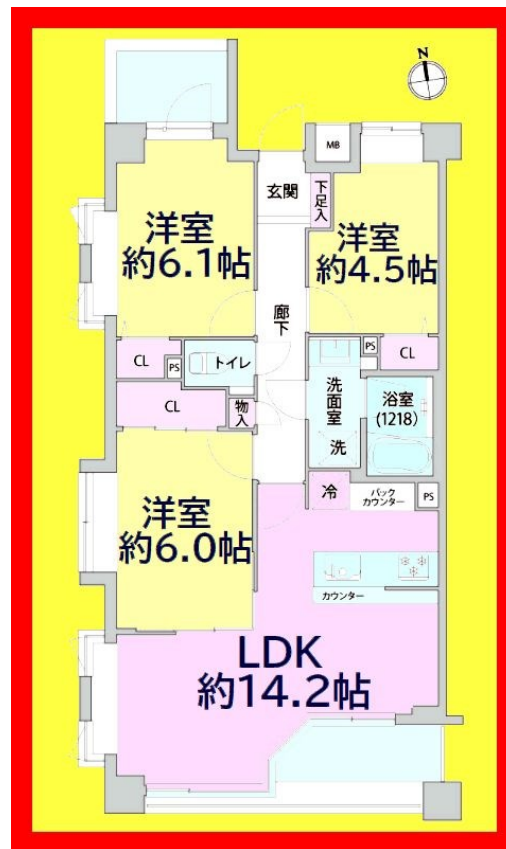 N
MB
玄関
下足入
洋室
約6.1帖
洋室
約4.5帖
廊下
CL
PS
トイレ
PS
CL
CL
物入
洗面室
洗
浴室
(1218)
洋室
約6.0帖
冷
バック
カウンター
PS
カウンター
LDK
約14.2帖